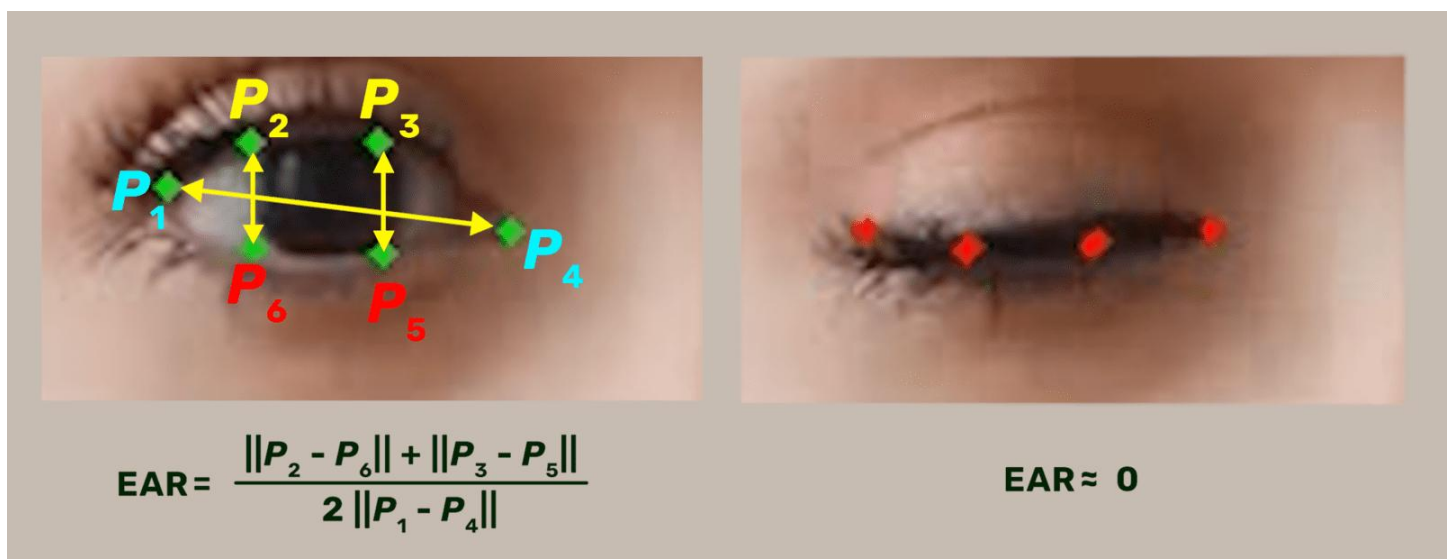 P₂ P₃
P₁
P₄
P₆ P₅
EAR = (||P₂ - P₆|| + ||P₃ - P₅||) / (2 ||P₁ - P₄||)
EAR ≈ 0